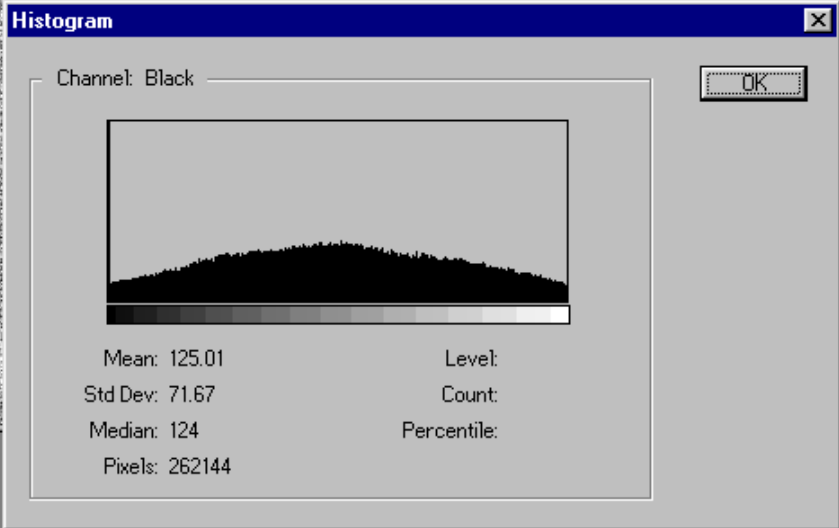 Histogram
Channel: Black
OK
Mean: 125.01
Level:
Std Dev: 71.67
Count:
Median: 124
Percentile:
Pixels: 262144